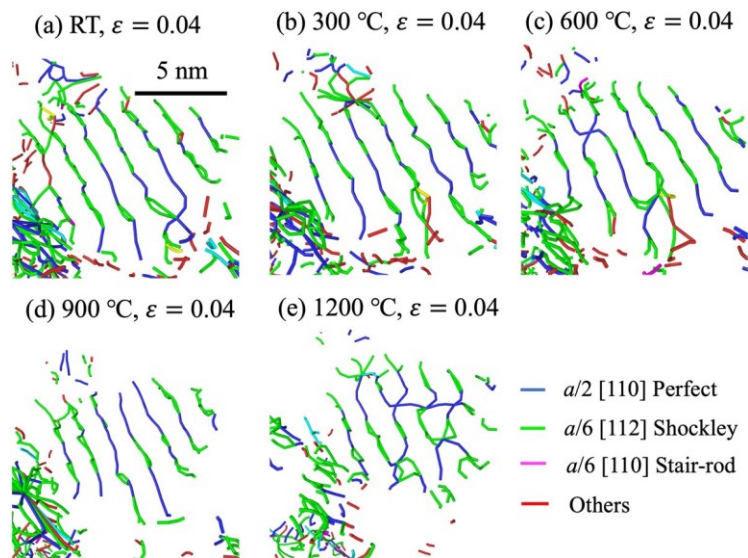 (a) RT, ε = 0.04
(b) 300 °C, ε = 0.04
(c) 600 °C, ε = 0.04
5 nm
(d) 900 °C, ε = 0.04
(e) 1200 °C, ε = 0.04
a/2 [110] Perfect
a/6 [112] Shockley
a/6 [110] Stair-rod
Others